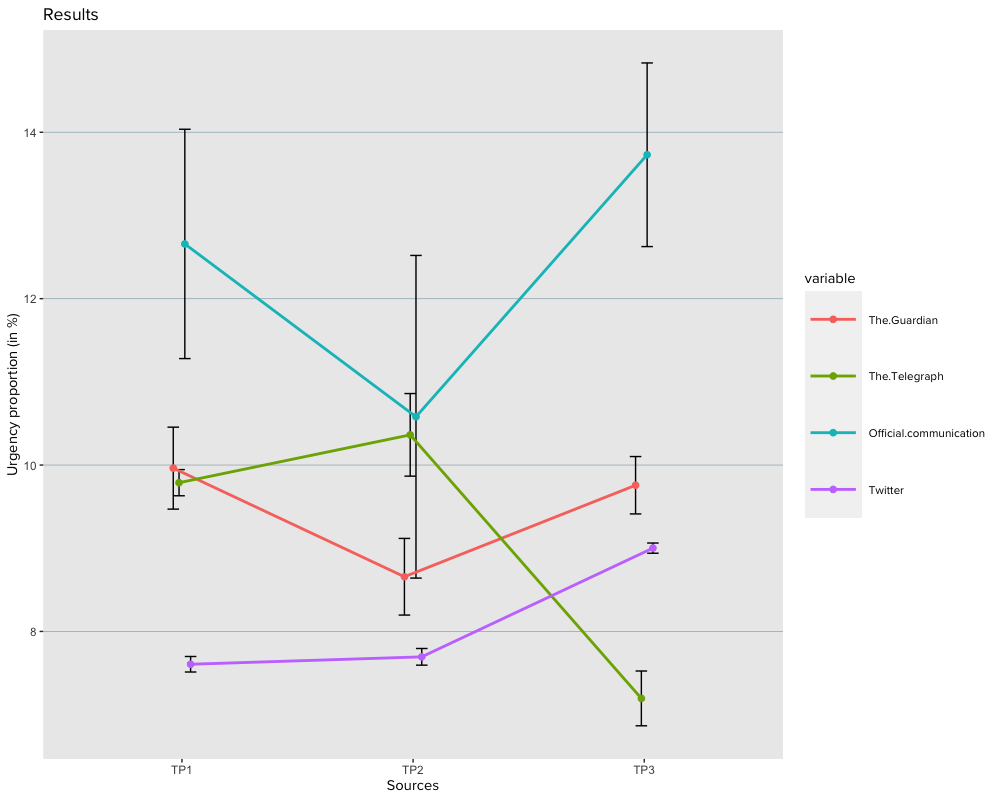 Results
Urgency proportion (in %)
14
12
10
8
TP1
TP2
TP3
Sources
variable
The.Guardian
The.Telegraph
Official.communication
Twitter